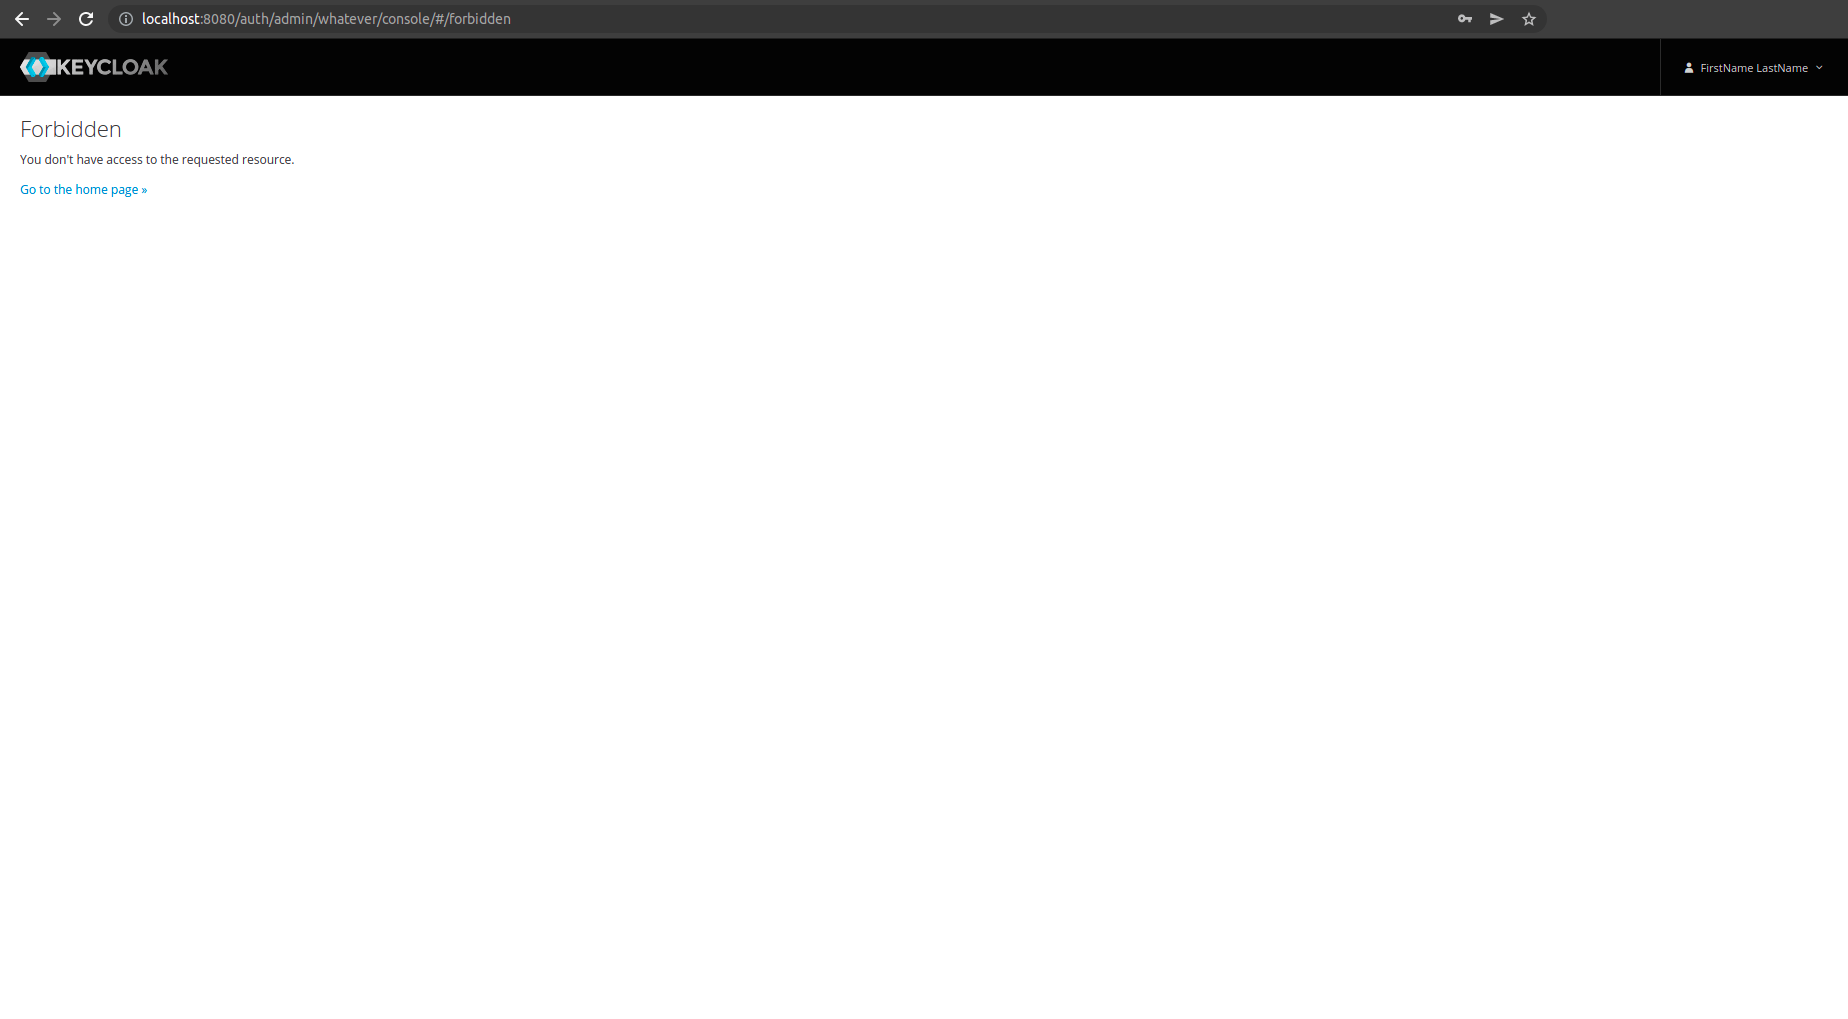 localhost:8080/auth/admin/whatever/console/#/forbidden
KEYCLOAK
FirstName LastName
Forbidden
You don't have access to the requested resource.
Go to the home page »